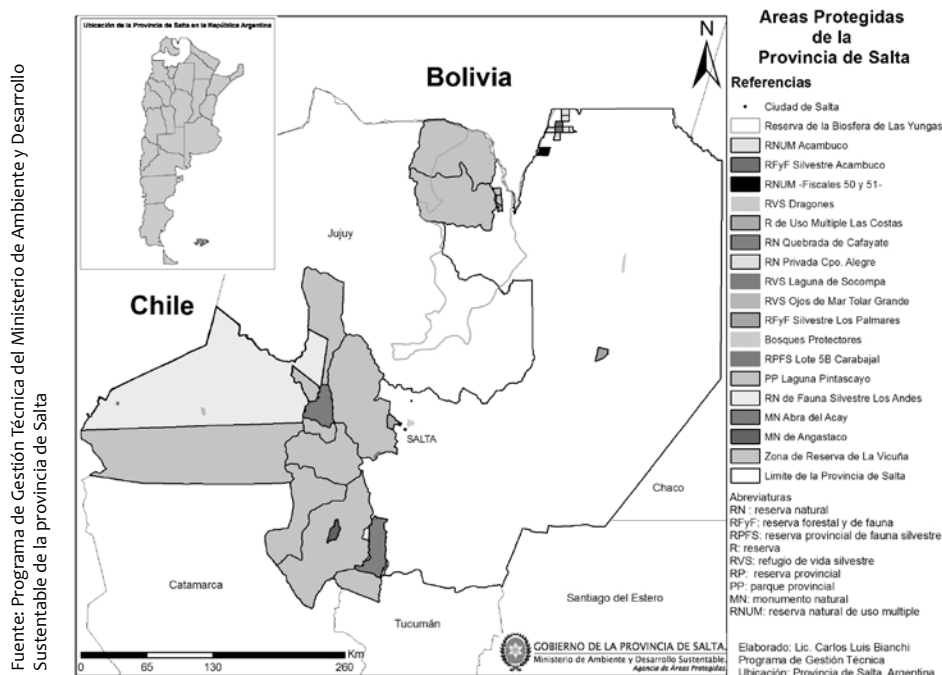 Fuente: Programa de Gestión Técnica del Ministerio de Ambiente y Desarrollo
Sustentable de la provincia de Salta
Ubicación de la Provincia de Salta en la República Argentina
Bolivia
N
Jujuy
Chile
SALTA
Chaco
Catamarca
Santiago del Estero
Tucumán
Km
0 65 130 260
GOBIERNO DE LA PROVINCIA DE SALTA
Ministerio de Ambiente y Desarrollo Sustentable
Agencia de Áreas Protegidas
Areas Protegidas
de la
Provincia de Salta
Referencias
Ciudad de Salta
Reserva de la Biosfera de Las Yungas
RNUM Acambuco
RFyF Silvestre Acambuco
RNUM -Fiscales 50 y 51-
RVS Dragones
R de Uso Multiple Las Costas
RN Quebrada de Cafayate
RN Privada Cpo. Alegre
RVS Laguna de Socompa
RVS Ojos de Mar Tolar Grande
RFyF Silvestre Los Palmares
Bosques Protectores
RPFS Lote 5B Carabajal
PP Laguna Pintascayo
RN de Fauna Silvestre Los Andes
MN Abra del Acay
MN de Angastaco
Zona de Reserva de La Vicuña
Limite de la Provincia de Salta
Abreviaturas
RN : reserva natural
RFyF: reserva forestal y de fauna
RPFS: reserva provincial de fauna silvestre
R: reserva
RVS: refugio de vida silvestre
RP: reserva provincial
PP: parque provincial
MN: monumento natural
RNUM: reserva natural de uso multiple
Elaborado: Lic. Carlos Luis Bianchi
Programa de Gestión Técnica
Ubicación: Provincia de Salta, Argentina